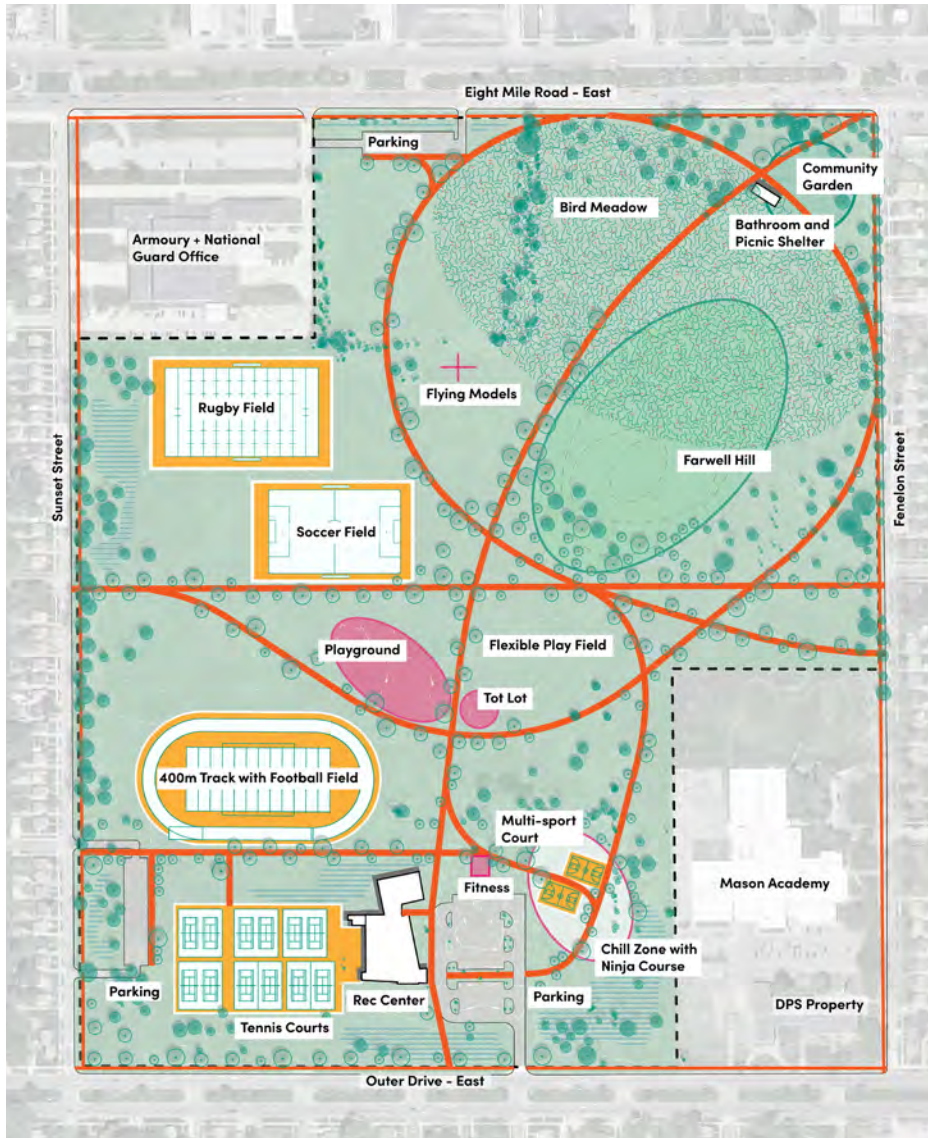 Eight Mile Road - East
Parking
Community
Garden
Bird Meadow
Bathroom and
Picnic Shelter
Armoury + National
Guard Office
Flying Models
Rugby Field
Farwell Hill
Sunset Street
Fenelon Street
Soccer Field
Playground
Flexible Play Field
Tot Lot
400m Track with Football Field
Multi-sport
Court
Fitness
Mason Academy
Chill Zone with
Ninja Course
Parking
Rec Center
Parking
DPS Property
Tennis Courts
Outer Drive - East